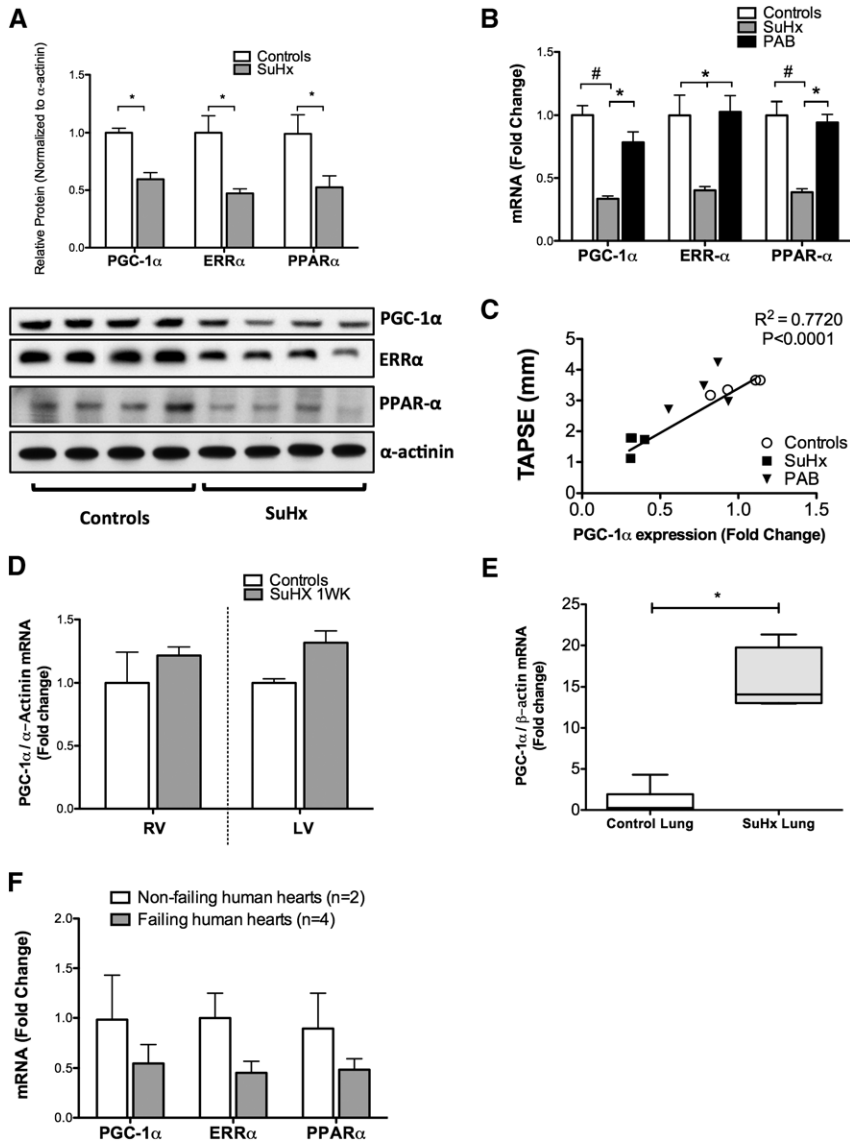 A
Controls
SuHx
Relative Protein (Normalized to α-actinin)
1.0
0.5
0.0
* * *
PGC-1α ERRα PPARα
PGC-1α
ERRα
PPAR-α
α-actinin
Controls SuHx
B
Controls
SuHx
PAB
mRNA (Fold Change)
1.5
1.0
0.5
0.0
# * * # *
PGC-1α ERR-α PPAR-α
C
R² = 0.7720
P<0.0001
TAPSE (mm)
5
4
3
2
1
0
0.0 0.5 1.0 1.5
Controls
SuHx
PAB
PGC-1α expression (Fold Change)
D
Controls
SuHX 1WK
PGC-1α / α-Actinin mRNA
(Fold change)
1.5
1.0
0.5
0.0
RV LV
E
PGC-1α / β-actin mRNA
(Fold change)
25
20
15
10
5
0
*
Control Lung SuHx Lung
F
Non-failing human hearts (n=2)
Failing human hearts (n=4)
mRNA (Fold Change)
2.0
1.5
1.0
0.5
0.0
PGC-1α ERRα PPARα